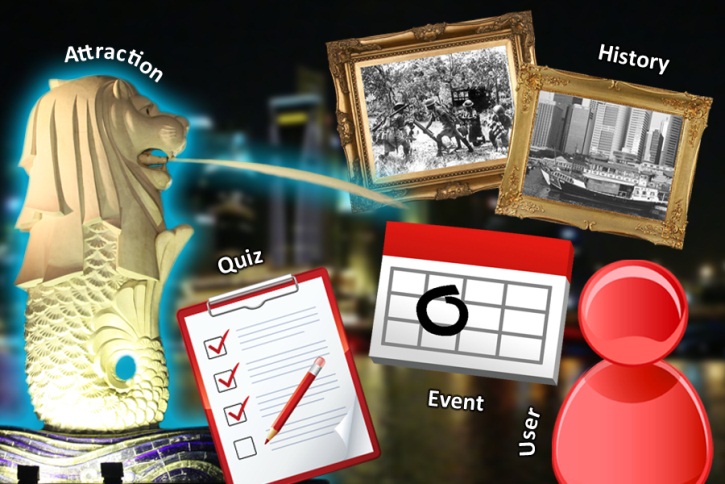 Attraction
History
Quiz
Event
User